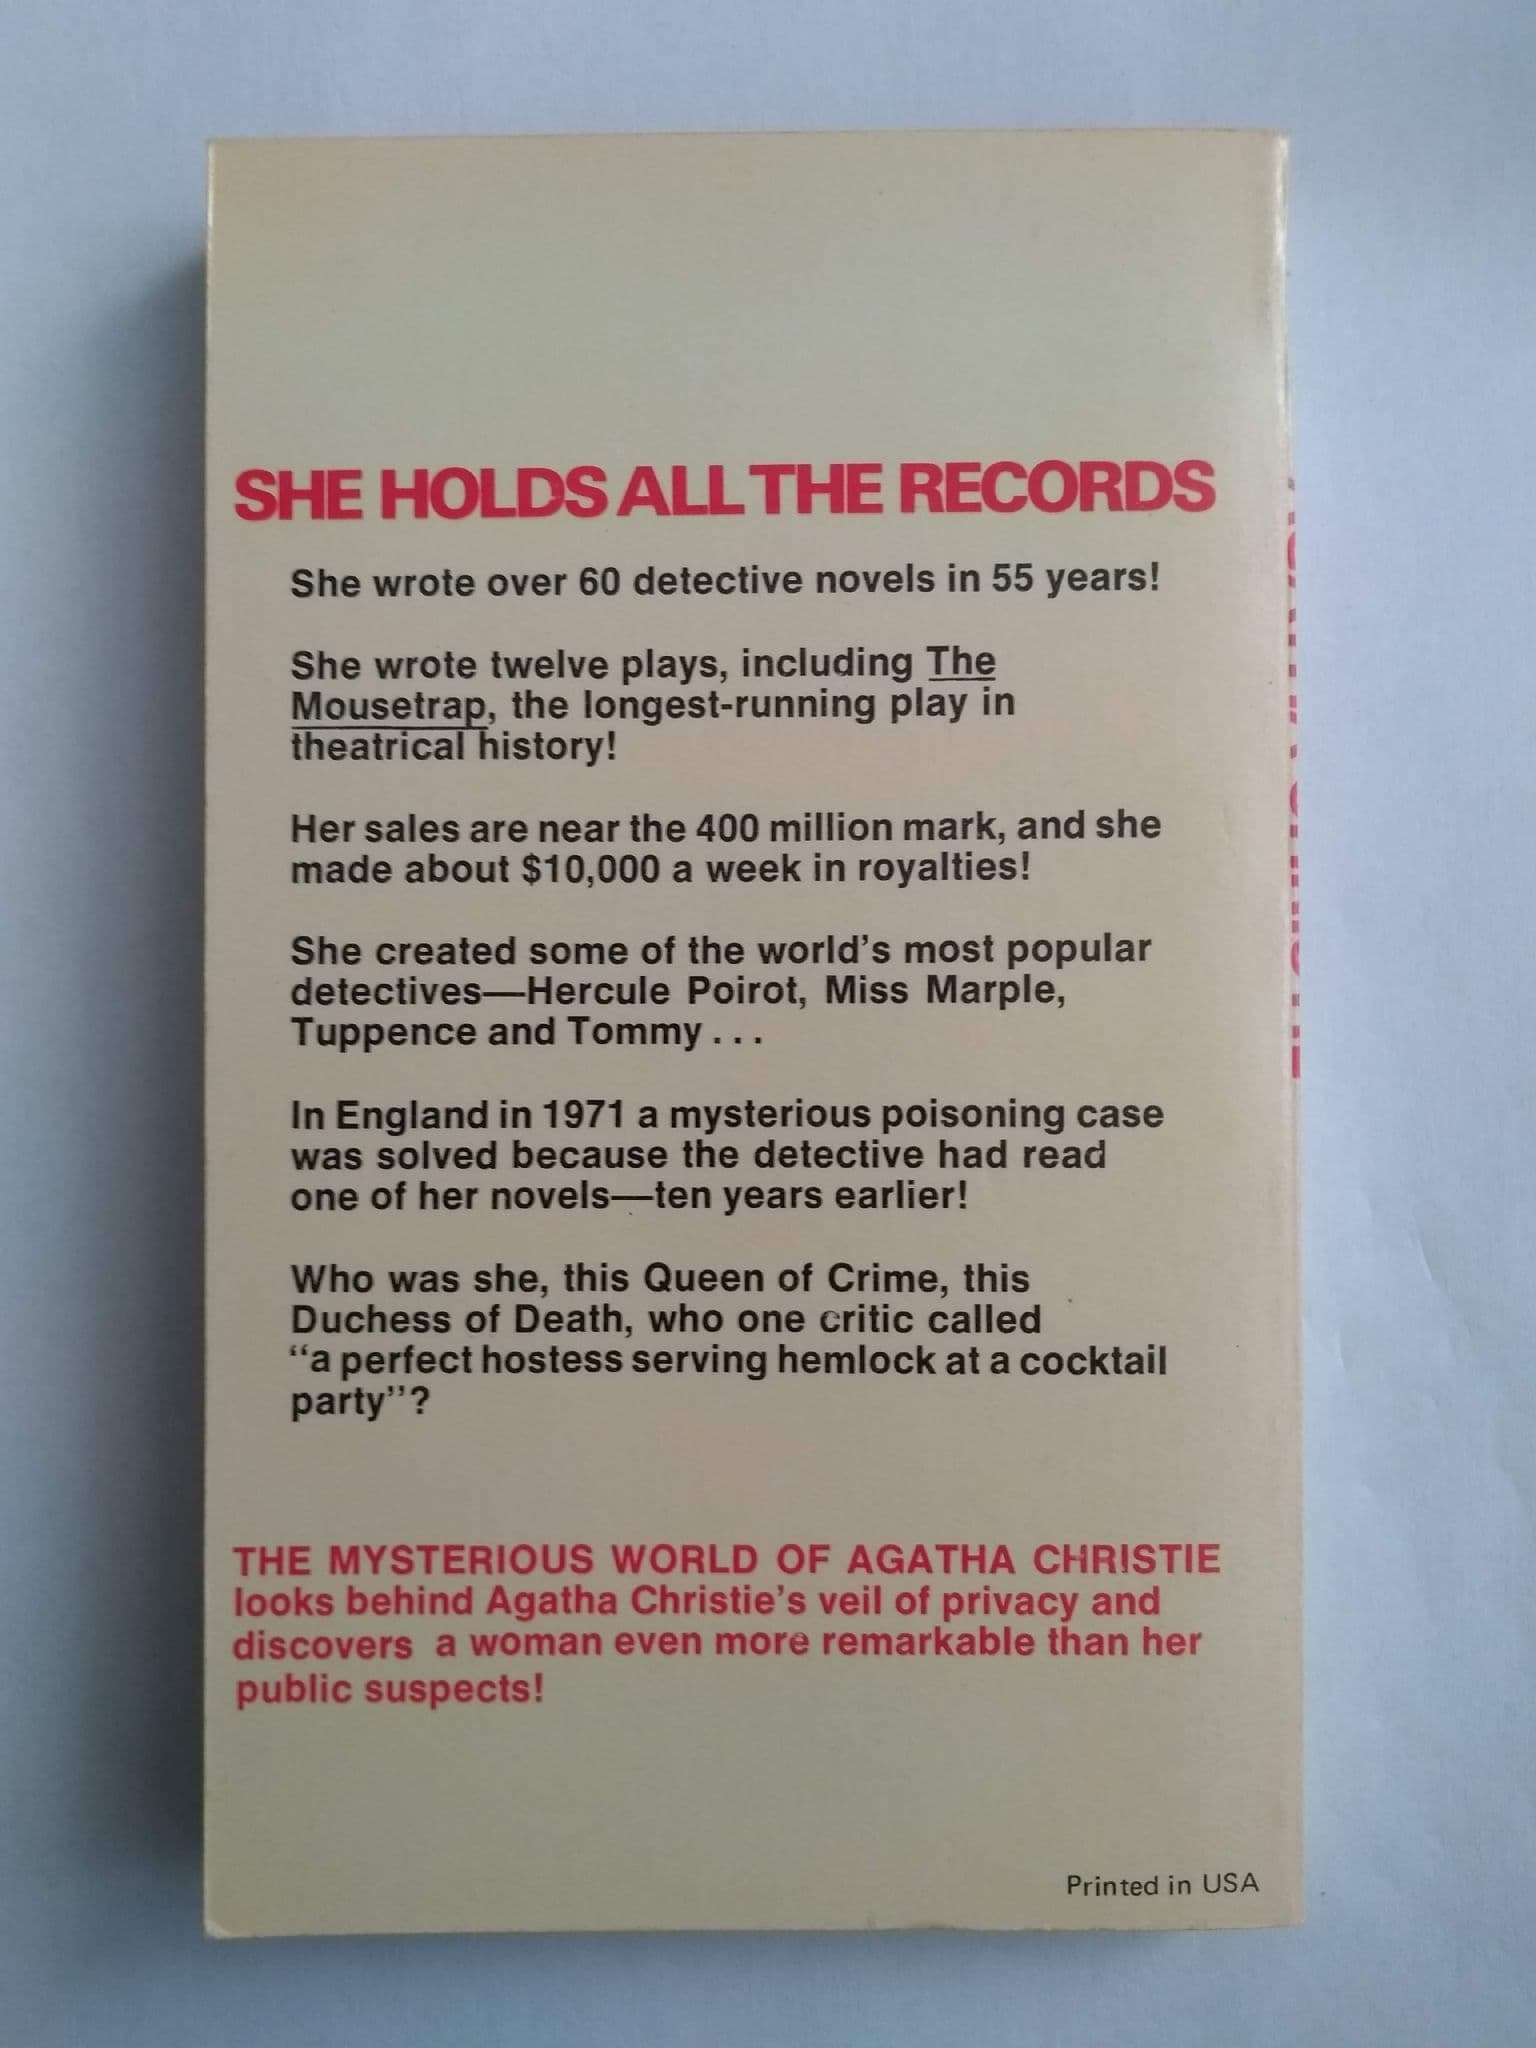 SHE HOLDS ALL THE RECORDS
She wrote over 60 detective novels in 55 years!
She wrote twelve plays, including The
Mousetrap, the longest-running play in
theatrical history!
Her sales are near the 400 million mark, and she
made about $10,000 a week in royalties!
She created some of the world's most popular
detectives—Hercule Poirot, Miss Marple,
Tuppence and Tommy . . .
In England in 1971 a mysterious poisoning case
was solved because the detective had read
one of her novels—ten years earlier!
Who was she, this Queen of Crime, this
Duchess of Death, who one critic called
"a perfect hostess serving hemlock at a cocktail
party"?
THE MYSTERIOUS WORLD OF AGATHA CHRISTIE
looks behind Agatha Christie's veil of privacy and
discovers a woman even more remarkable than her
public suspects!
Printed in USA